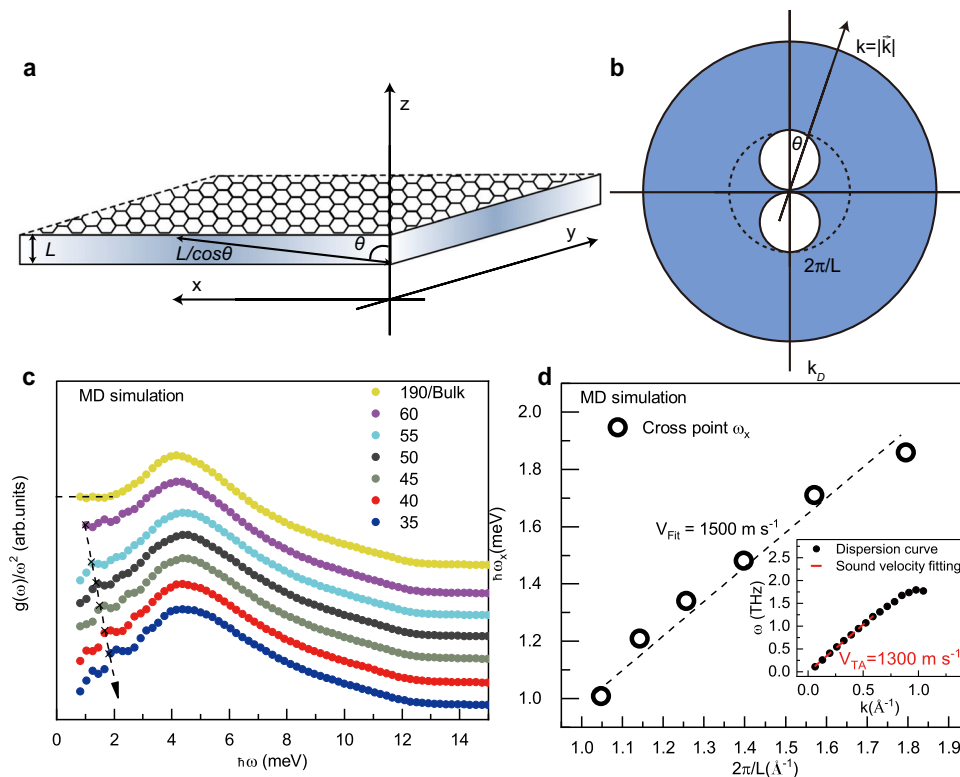 a
z
L
L/cosθ
θ
y
x
b
k=|k⃗|
θ
2π/L
k_D
c
MD simulation
190/Bulk
60
55
50
45
40
35
g(ω)/ω² (arb.units)
0 2 4 6 8 10 12 14
ħω (meV)
d
MD simulation
Cross point ω_x
V_Fit = 1500 m s⁻¹
ħω_x(meV)
2.0
1.8
1.6
1.4
1.2
1.0
1.0 1.1 1.2 1.3 1.4 1.5 1.6 1.7 1.8 1.9
2π/L(Å⁻¹)
Dispersion curve
Sound velocity fitting
ω (THz)
2.5
2.0
1.5
1.0
0.5
0.0
V_TA=1300 m s⁻¹
0.0 0.5 1.0 1.5
k(Å⁻¹)